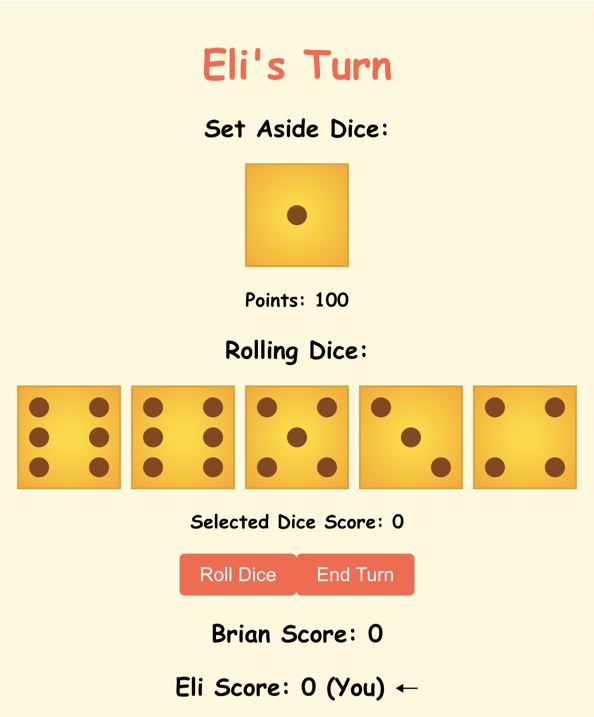 Eli's Turn
Set Aside Dice:
Points: 100
Rolling Dice:
Selected Dice Score: 0
Roll Dice End Turn
Brian Score: 0
Eli Score: 0 (You) ←